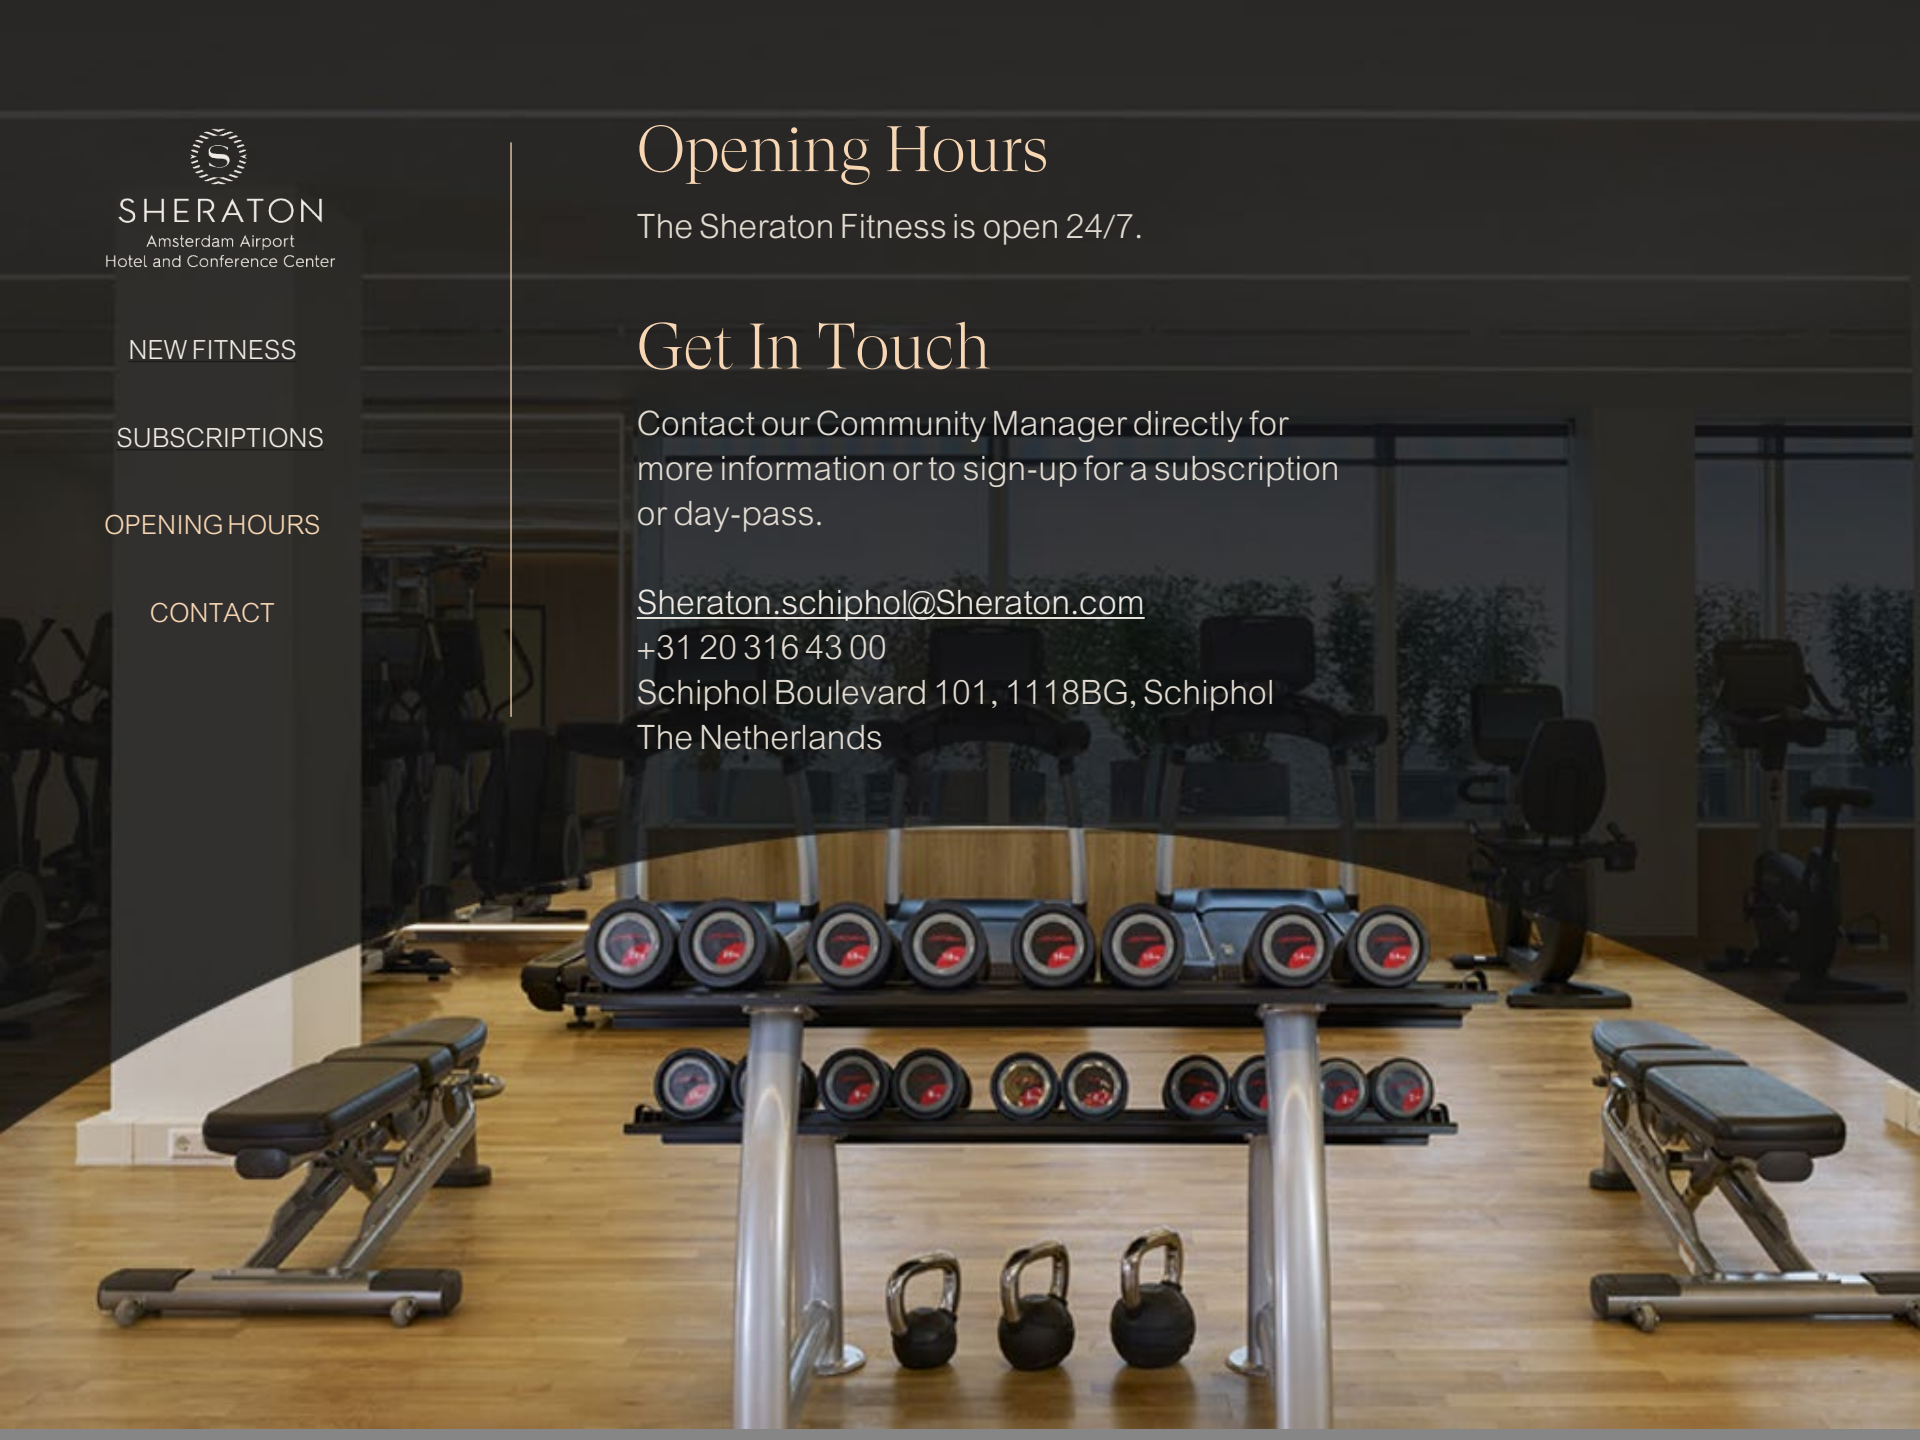 SHERATON
Amsterdam Airport
Hotel and Conference Center
NEW FITNESS
SUBSCRIPTIONS
OPENING HOURS
CONTACT
Opening Hours
The Sheraton Fitness is open 24/7.
Get In Touch
Contact our Community Manager directly for
more information or to sign-up for a subscription
or day-pass.
Sheraton.schiphol@Sheraton.com
+31 20 316 43 00
Schiphol Boulevard 101, 1118BG, Schiphol
The Netherlands